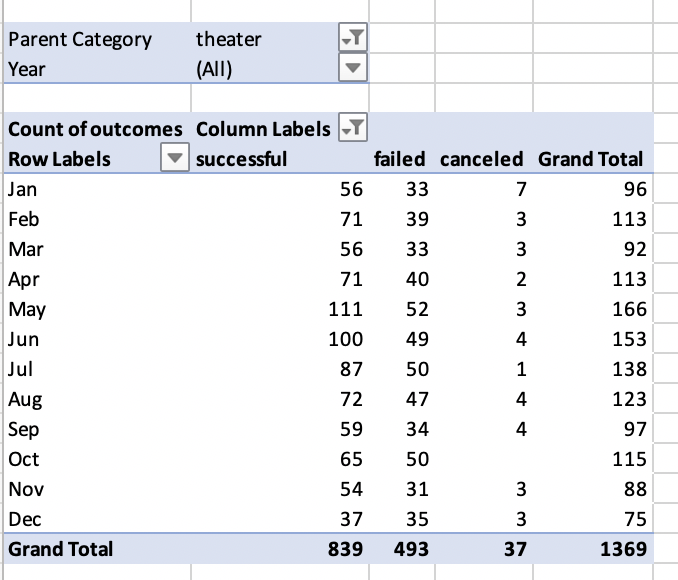 Parent Category theater
Year (All)
Count of outcomes Column Labels
Row Labels successful failed canceled Grand Total
Jan 56 33 7 96
Feb 71 39 3 113
Mar 56 33 3 92
Apr 71 40 2 113
May 111 52 3 166
Jun 100 49 4 153
Jul 87 50 1 138
Aug 72 47 4 123
Sep 59 34 4 97
Oct 65 50 115
Nov 54 31 3 88
Dec 37 35 3 75
Grand Total 839 493 37 1369